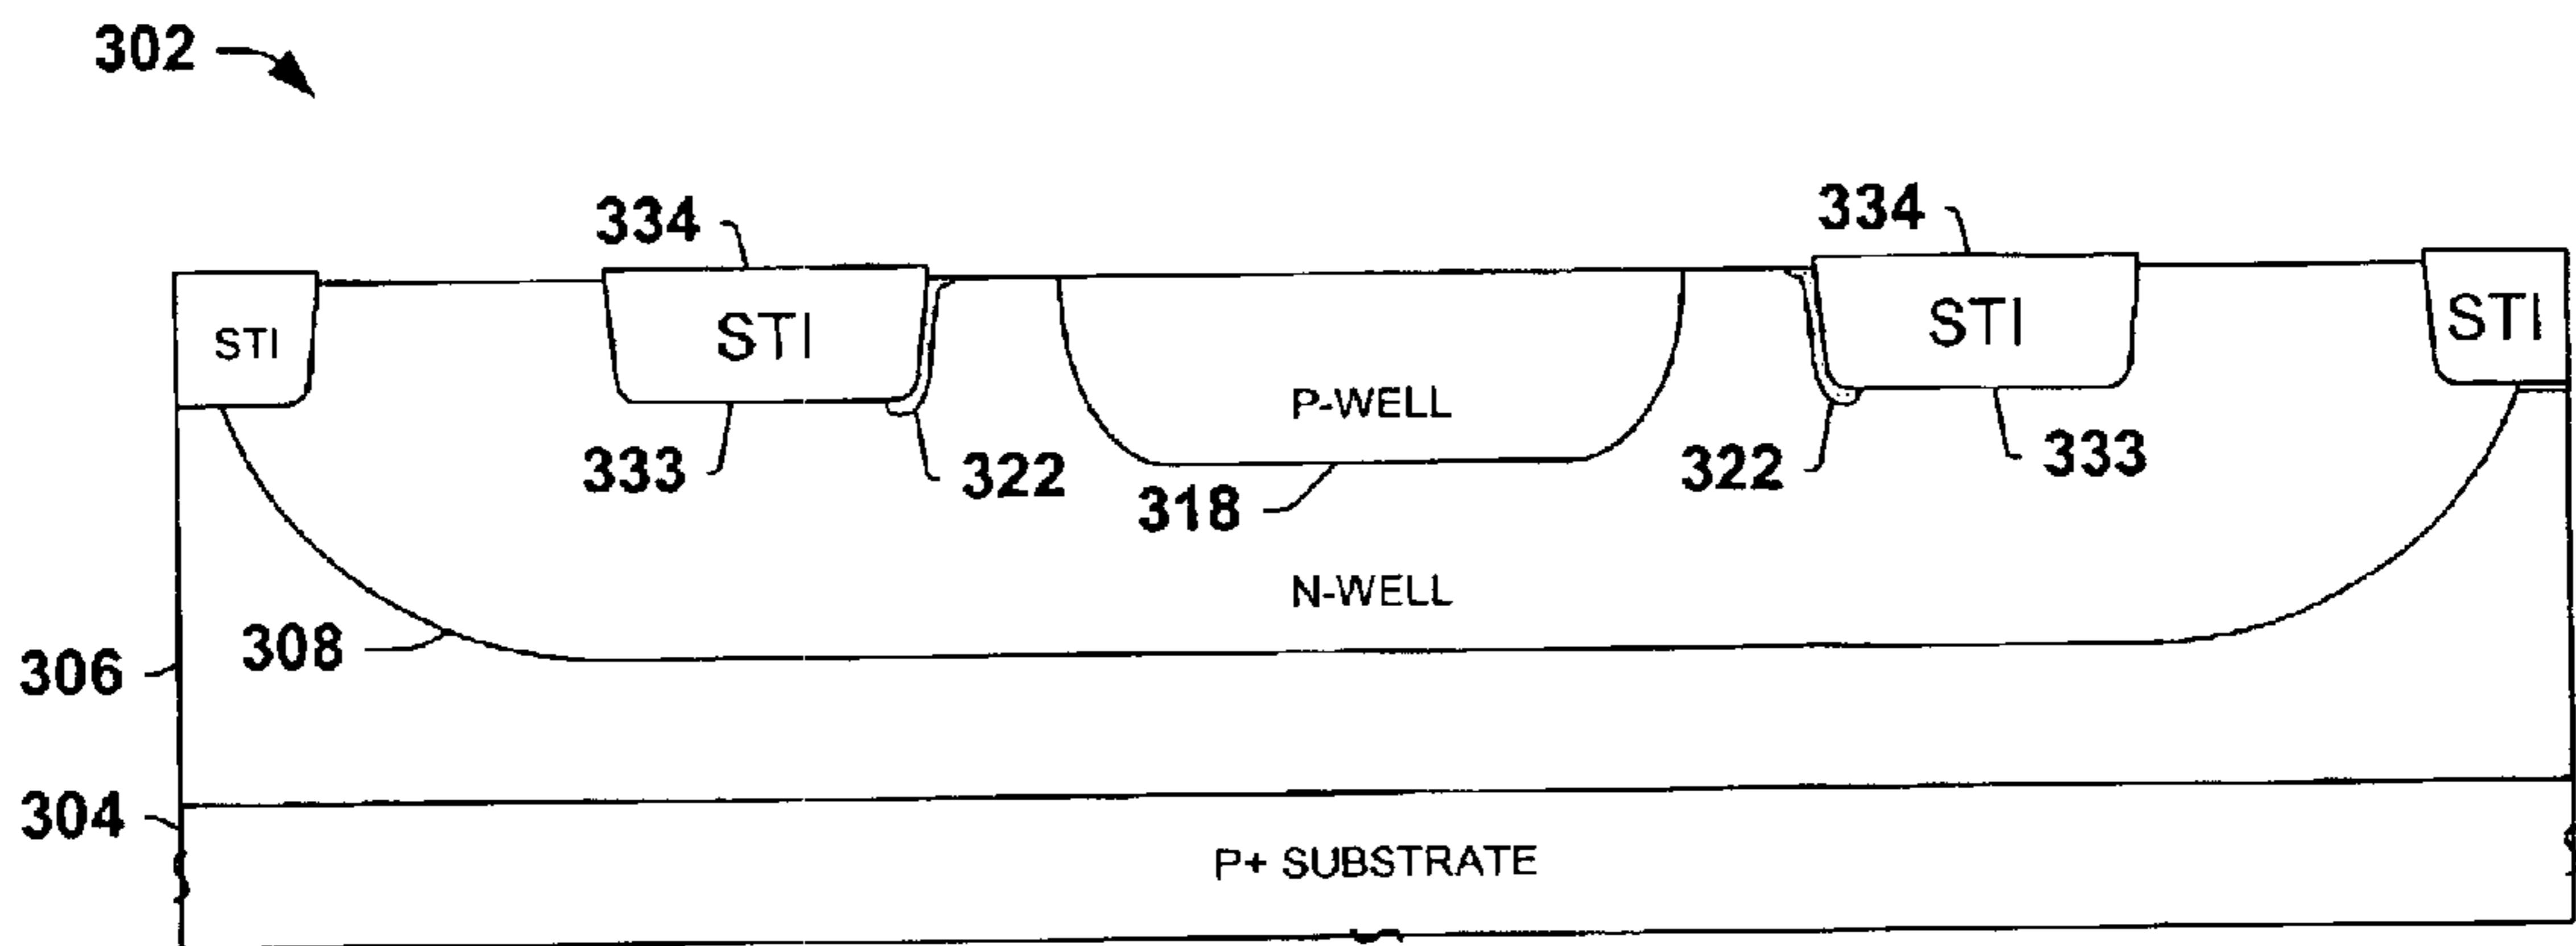 302
334 334
STI STI STI STI
P-WELL
333 322 318 322 333
N-WELL
308
306
304
P+ SUBSTRATE